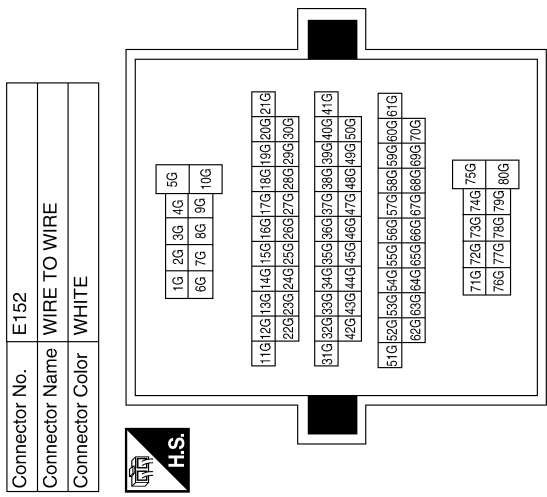 Connector No. E152
Connector Name WIRE TO WIRE
Connector Color WHITE
H.S.
1G 2G 3G 4G 5G
6G 7G 8G 9G 10G
11G 12G 13G 14G 15G 16G 17G 18G 19G 20G 21G
22G 23G 24G 25G 26G 27G 28G 29G 30G
31G 32G 33G 34G 35G 36G 37G 38G 39G 40G 41G
42G 43G 44G 45G 46G 47G 48G 49G 50G
51G 52G 53G 54G 55G 56G 57G 58G 59G 60G 61G
62G 63G 64G 65G 66G 67G 68G 69G 70G
71G 72G 73G 74G 75G
76G 77G 78G 79G 80G